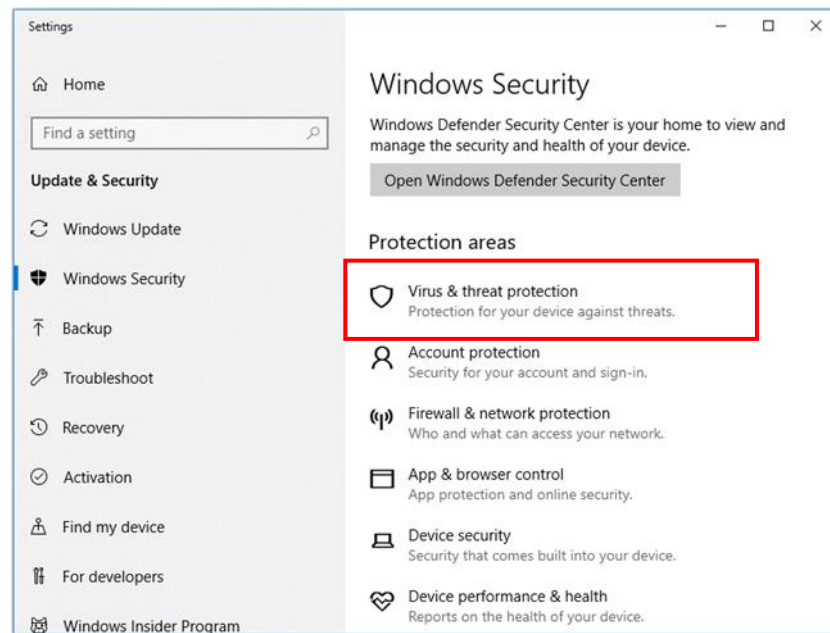 Settings
Home
Find a setting
Update & Security
Windows Update
Windows Security
Backup
Troubleshoot
Recovery
Activation
Find my device
For developers
Windows Insider Program
Windows Security
Windows Defender Security Center is your home to view and
manage the security and health of your device.
Open Windows Defender Security Center
Protection areas
Virus & threat protection
Protection for your device against threats.
Account protection
Security for your account and sign-in.
Firewall & network protection
Who and what can access your network.
App & browser control
App protection and online security.
Device security
Security that comes built into your device.
Device performance & health
Reports on the health of your device.